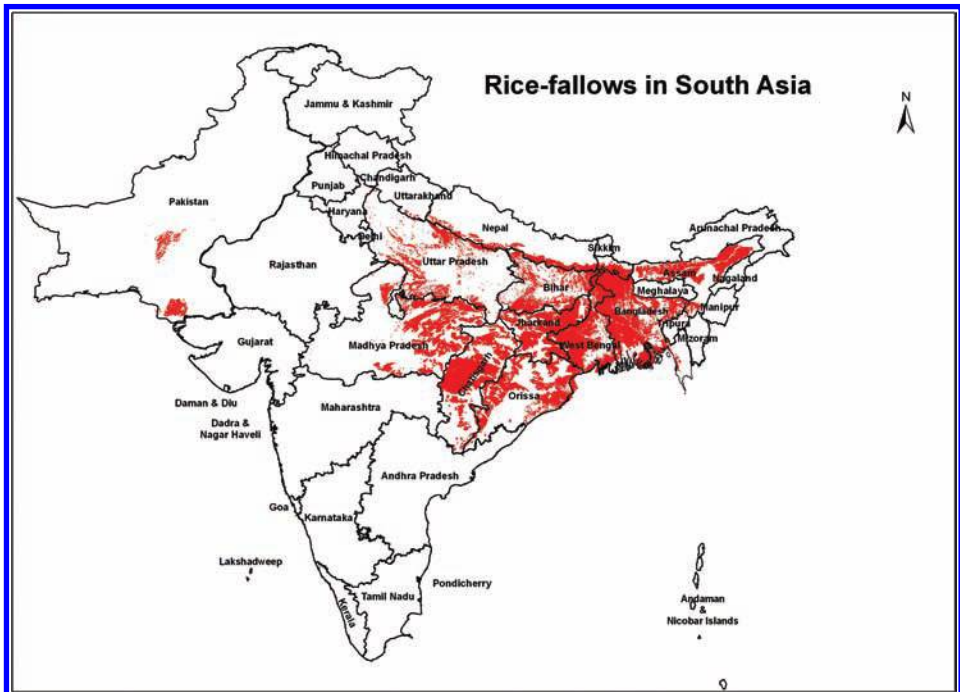 Rice-fallows in South Asia
N
Jammu & Kashmir
Himachal Pradesh
Chandigarh
Punjab
Uttarakhand
Pakistan
Haryana
Delhi
Nepal
Sikkim
Arunachal Pradesh
Rajasthan
Uttar Pradesh
Assam
Nagaland
Bihar
Meghalaya
Manipur
Bangladesh
Jharkand
Tripura
Mizoram
Gujarat
Madhya Pradesh
West Bengal
Orissa
Daman & Diu
Maharashtra
Dadra &
Nagar Haveli
Andhra Pradesh
Goa
Karnataka
Lakshadweep
Pondicherry
Tamil Nadu
Kerala
Andaman
&
Nicobar Islands